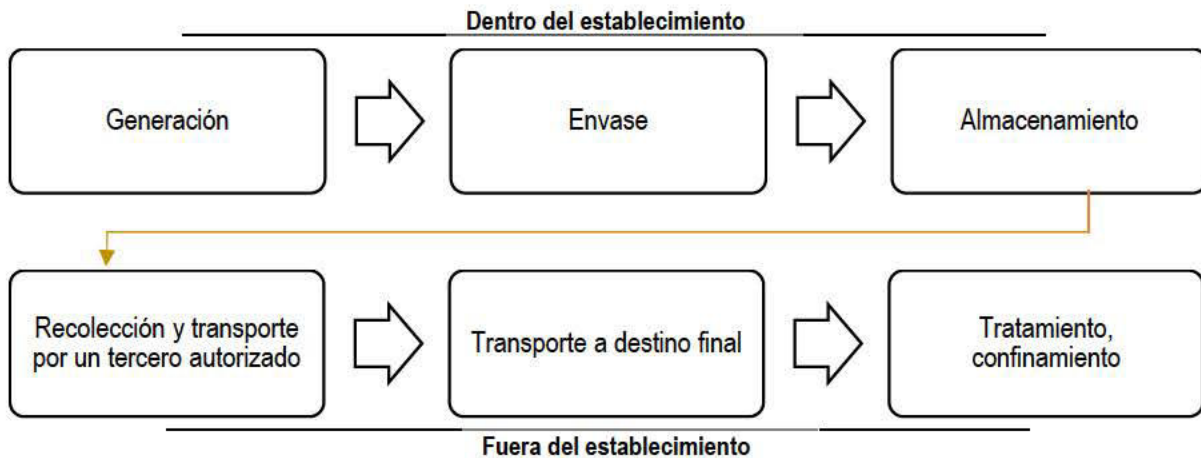 Dentro del establecimiento
Generación
Envase
Almacenamiento
Recolección y transporte
por un tercero autorizado
Transporte a destino final
Tratamiento,
confinamiento
Fuera del establecimiento